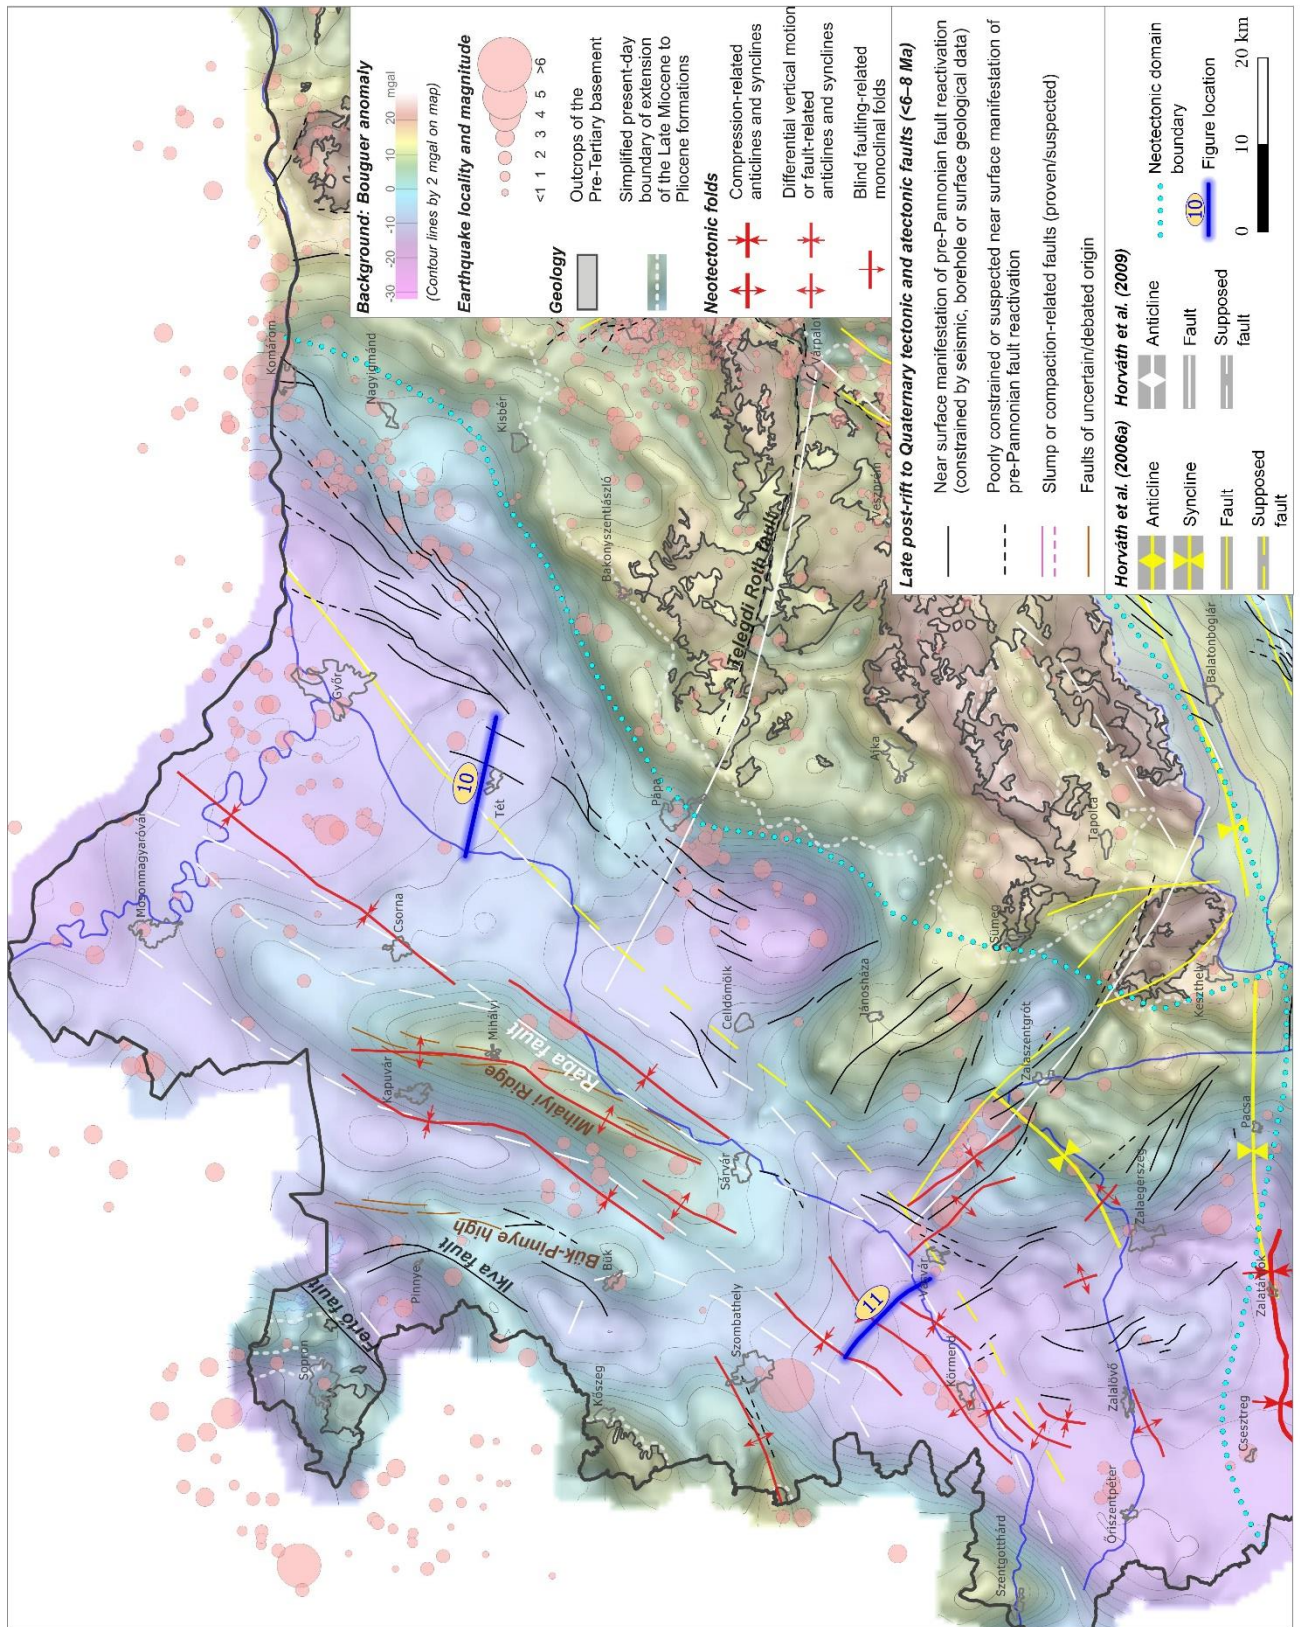 Background: Bouguer anomaly
-30 -20 -10 0 10 20 mgal
(Contour lines by 2 mgal on map)
Earthquake locality and magnitude
<1 1 2 3 4 5 >6
Geology
Outcrops of the
Pre-Tertiary basement
Simplified present-day
boundary of extension
of the Late Miocene to
Pliocene formations
Neotectonic folds
Compression-related
anticlines and synclines
Differential vertical motion
or fault-related
anticlines and synclines
Blind faulting-related
monoclinal folds
Late post-rift to Quaternary tectonic and atectonic faults (<6–8 Ma)
Near surface manifestation of pre-Pannonian fault reactivation
(constrained by seismic, borehole or surface geological data)
Poorly constrained or suspected near surface manifestation of
pre-Pannonian fault reactivation
Slump or compaction-related faults (proven/suspected)
Faults of uncertain/debated origin
Horváth et al. (2006a)
Anticline
Syncline
Fault
Supposed
fault
Horváth et al. (2009)
Anticline
Fault
Supposed
fault
Neotectonic domain
boundary
10
Figure location
0 10 20 km
Komárom
Nagyigmánd
Kisbér
Bakonyszentlászló
Várpalota
Veszprém
Telegdi Roth fault
Győr
10
Tét
Pápa
Ajka
Tapolca
Balatonboglár
Mosonmagyaróvár
Csorna
Celldömölk
Jánosháza
Sümeg
Keszthely
Kapuvár
Mihályi
Mihályi Ridge
Rába fault
Sárvár
Zalaszentgrót
Pacsa
Fertő fault
Sopron
Pinnye
Ikva fault
Bük-Pinnye high
Bük
Kőszeg
Szombathely
11
Vasvár
Körmend
Zalaegerszeg
Zalatárnok
Zalalövő
Csesztreg
Szentgotthárd
Őriszentpéter